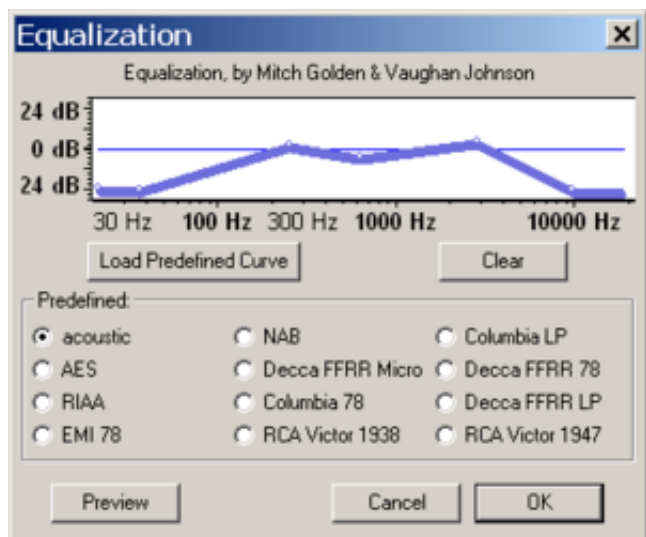 Equalization
Equalization, by Mitch Golden & Vaughan Johnson
24 dB
0 dB
24 dB
30 Hz 100 Hz 300 Hz 1000 Hz 10000 Hz
Load Predefined Curve Clear
Predefined:
acoustic NAB Columbia LP
AES Decca FFRR Micro Decca FFRR 78
RIAA Columbia 78 Decca FFRR LP
EMI 78 RCA Victor 1938 RCA Victor 1947
Preview Cancel OK